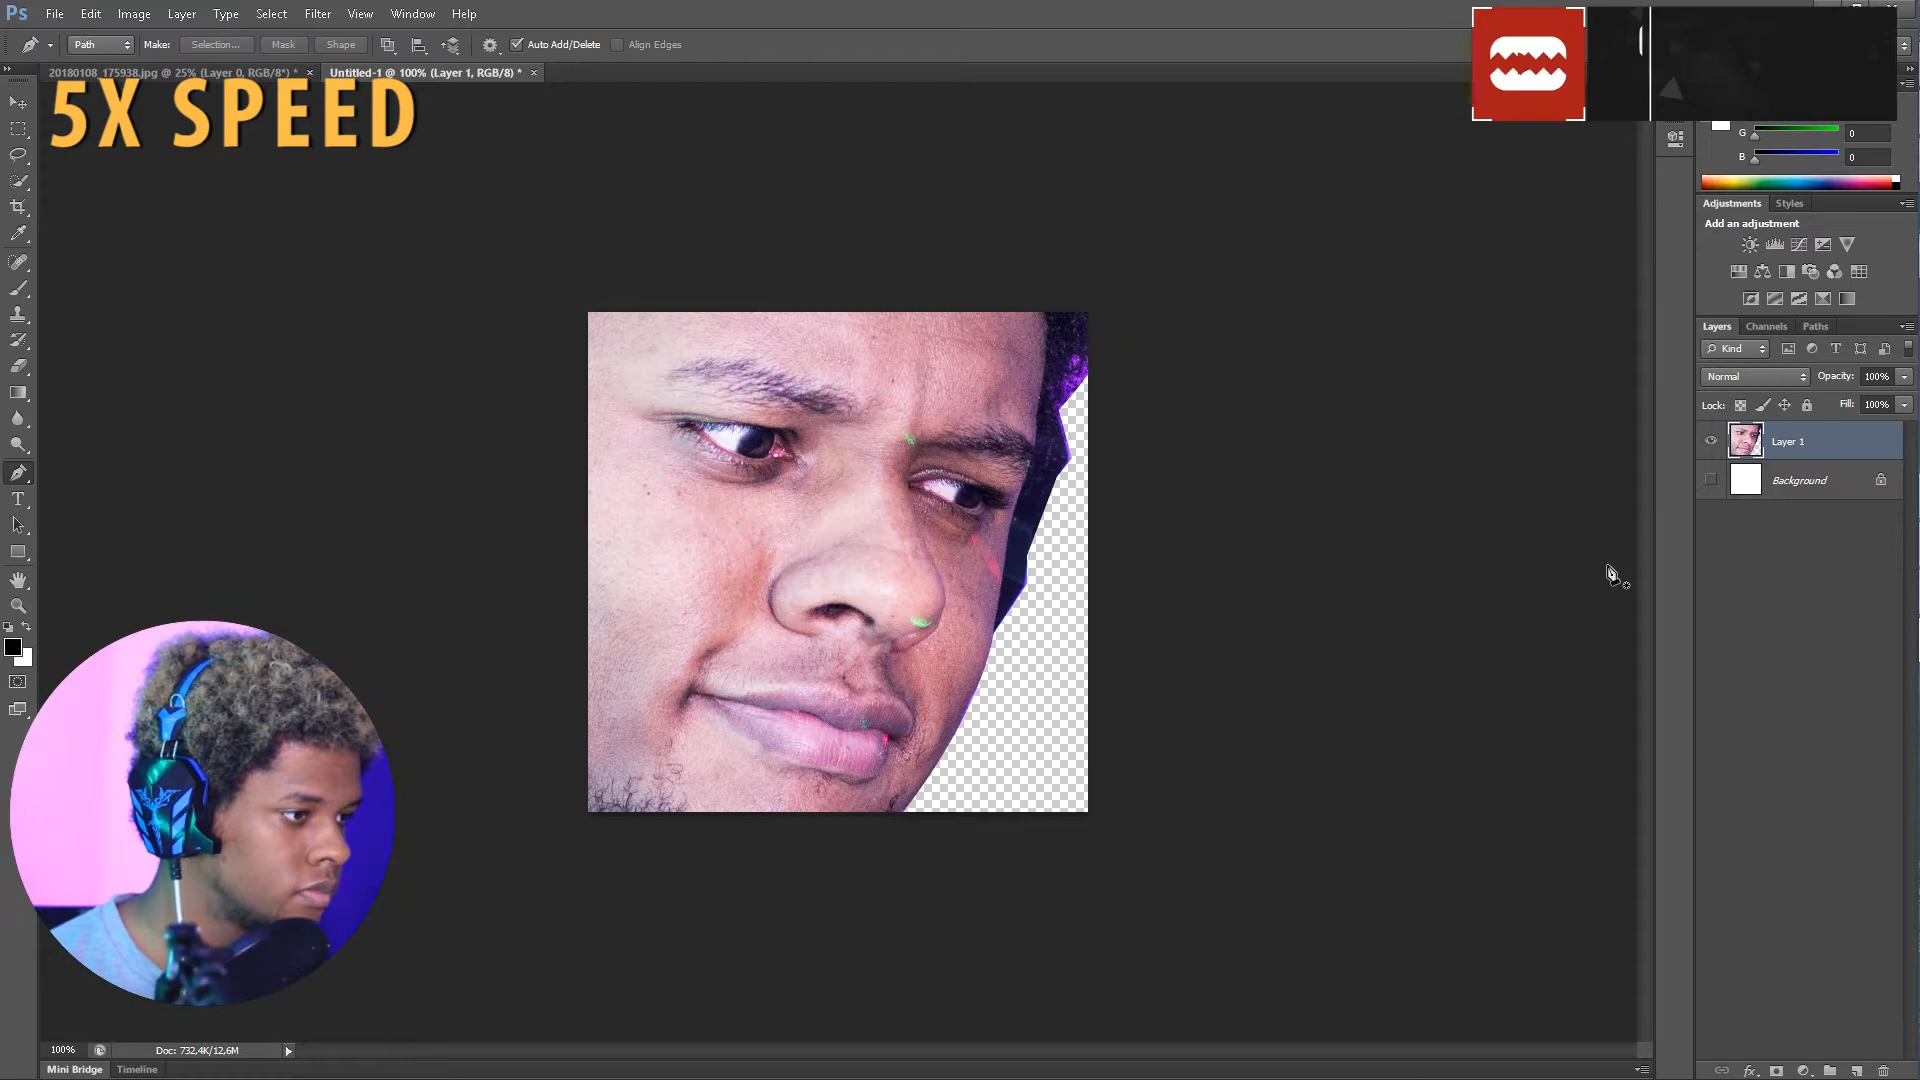 Ps File Edit Image Layer Type Select Filter View Window Help
Path Make: Selection... Mask Shape Auto Add/Delete Align Edges
20180108_175938.jpg @ 25% (Layer 0, RGB/8*) * × Untitled-1 @ 100% (Layer 1, RGB/8) * ×
5X SPEED
G 0
B 0
Adjustments Styles
Add an adjustment
Layers Channels Paths
Kind
Normal Opacity: 100%
Lock: Fill: 100%
Layer 1
Background
100% Doc: 732,4K/12,6M
Mini Bridge Timeline